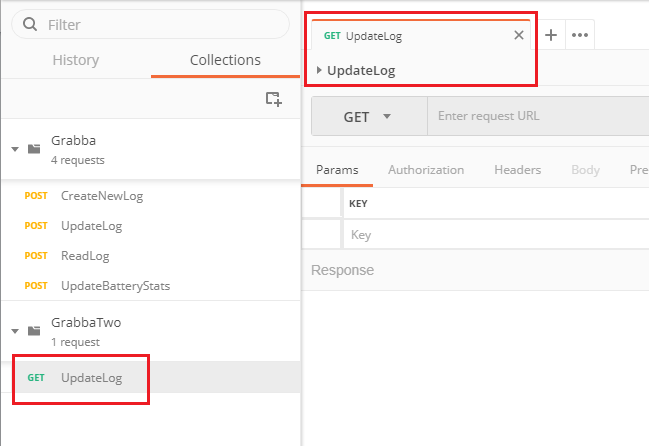 Filter
History Collections
Grabba
4 requests
POST CreateNewLog
POST UpdateLog
POST ReadLog
POST UpdateBatteryStats
GrabbaTwo
1 request
GET UpdateLog
GET UpdateLog
UpdateLog
GET Enter request URL
Params Authorization Headers Body Pre
KEY
Key
Response